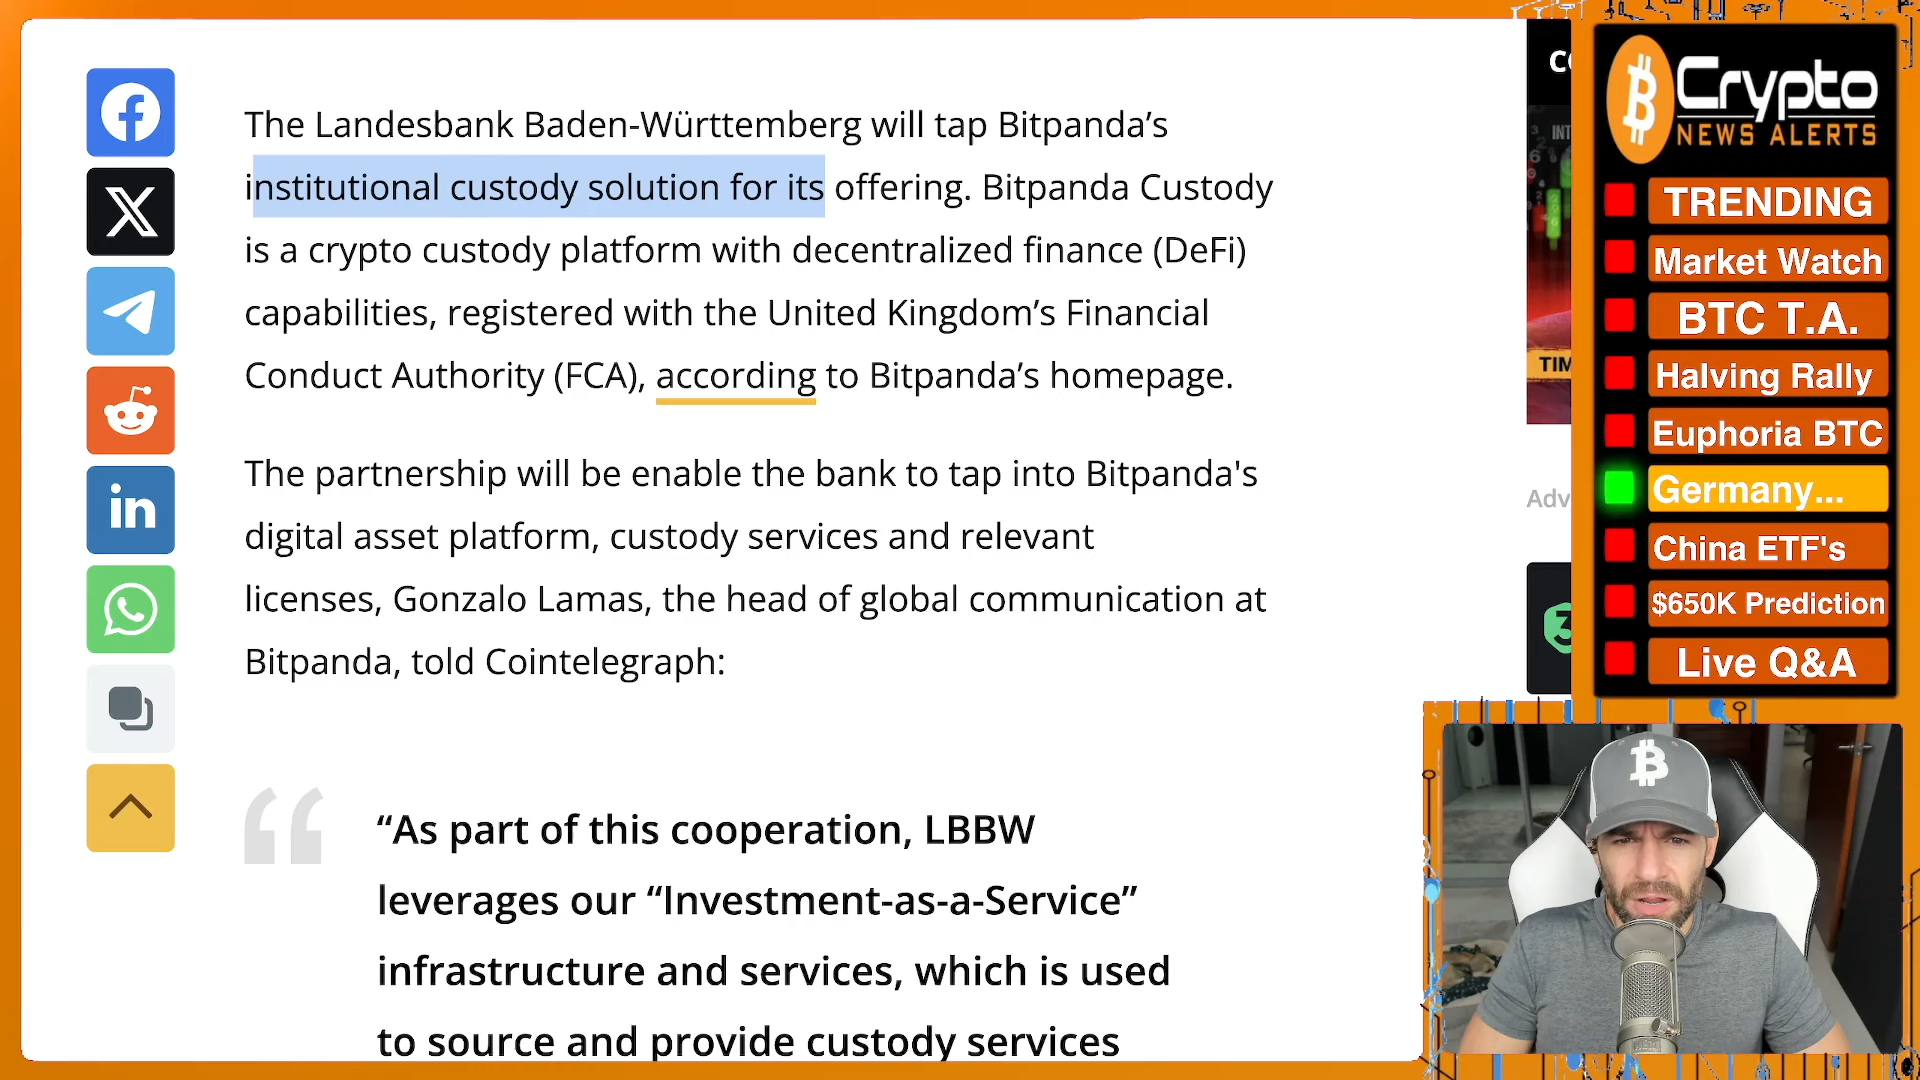 The Landesbank Baden-Württemberg will tap Bitpanda’s
institutional custody solution for its offering. Bitpanda Custody
is a crypto custody platform with decentralized finance (DeFi)
capabilities, registered with the United Kingdom’s Financial
Conduct Authority (FCA), according to Bitpanda’s homepage.
The partnership will be enable the bank to tap into Bitpanda's
digital asset platform, custody services and relevant
licenses, Gonzalo Lamas, the head of global communication at
Bitpanda, told Cointelegraph:
“As part of this cooperation, LBBW
leverages our “Investment-as-a-Service”
infrastructure and services, which is used
to source and provide custody services
Crypto
NEWS ALERTS
TRENDING
Market Watch
BTC T.A.
Halving Rally
Euphoria BTC
Germany...
China ETF's
$650K Prediction
Live Q&A